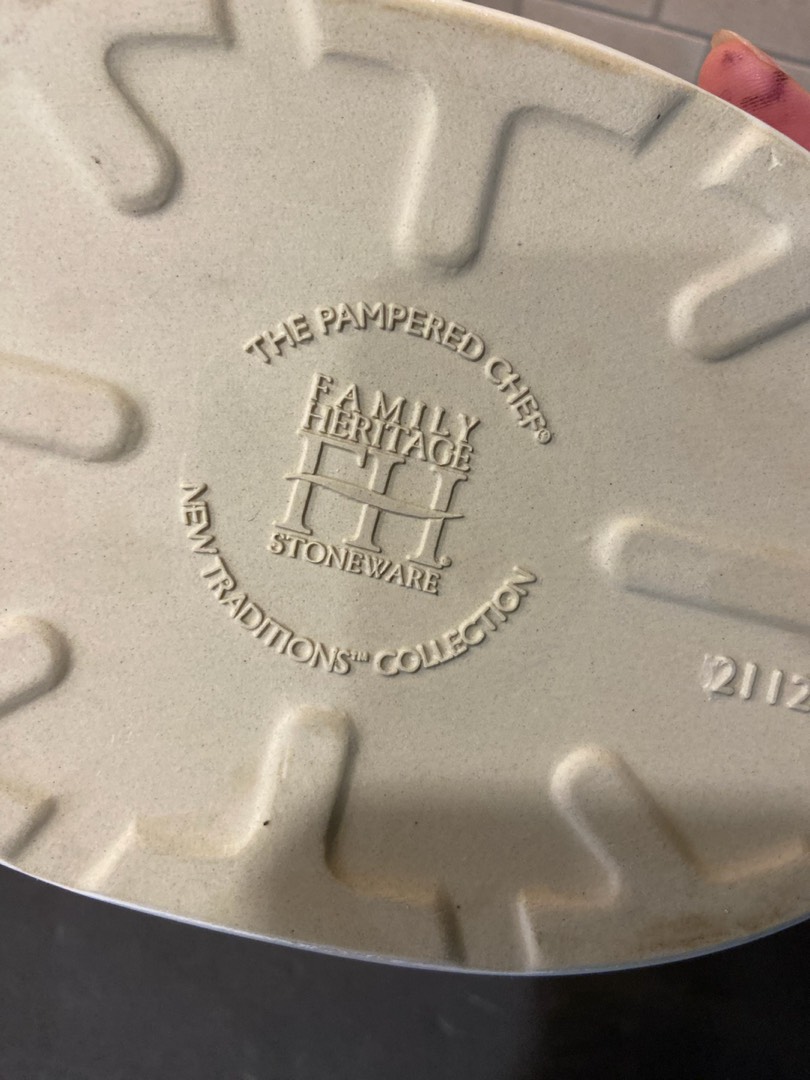 THE PAMPERED CHEF®
FAMILY
HERITAGE
FH
STONEWARE
NEW TRADITIONS™ COLLECTION
2112